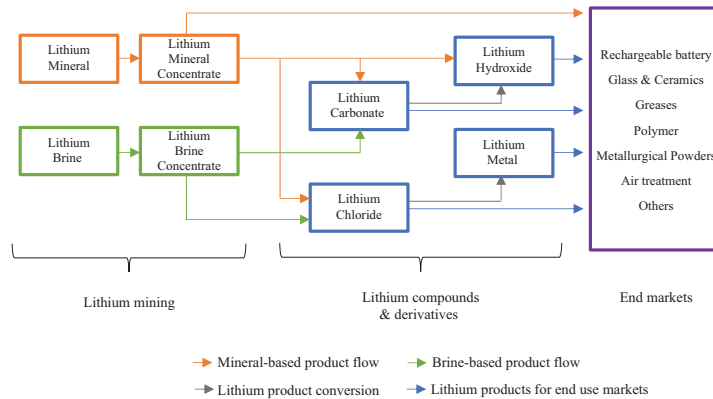 Lithium
Mineral
Lithium
Mineral
Concentrate
Lithium
Hydroxide
Lithium
Carbonate
Lithium
Brine
Lithium
Brine
Concentrate
Lithium
Metal
Lithium
Chloride
Rechargeable battery
Glass & Ceramics
Greases
Polymer
Metallurgical Powders
Air treatment
Others
Lithium mining
Lithium compounds
& derivatives
End markets
Mineral-based product flow
Brine-based product flow
Lithium product conversion
Lithium products for end use markets